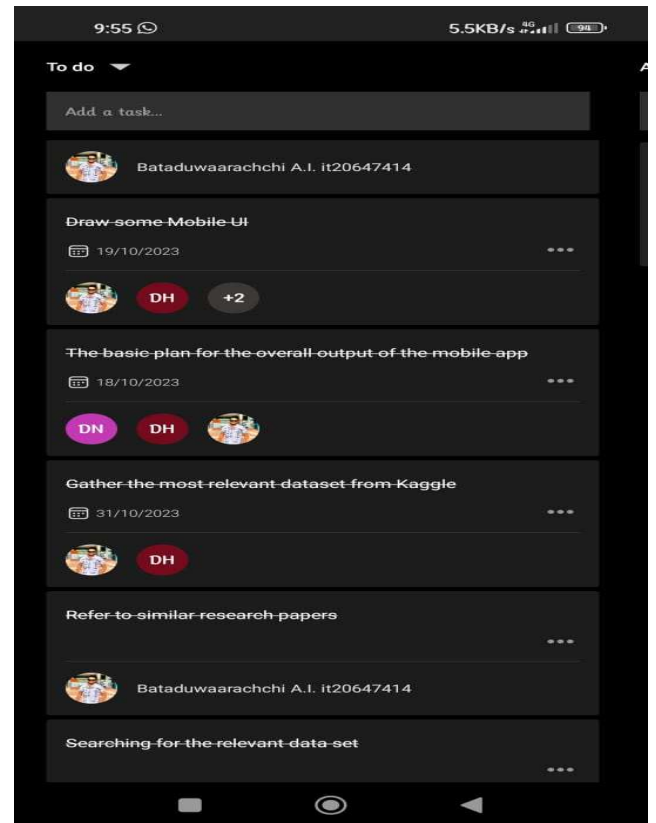 9:55 5.5KB/s 4G 94
To do A
Add a task...
Bataduwaarachchi A.I. it20647414
Draw some Mobile UI
19/10/2023
DH +2
The basic plan for the overall output of the mobile app
18/10/2023
DN DH
Gather the most relevant dataset from Kaggle
31/10/2023
DH
Refer to similar research papers
Bataduwaarachchi A.I. it20647414
Searching for the relevant data set